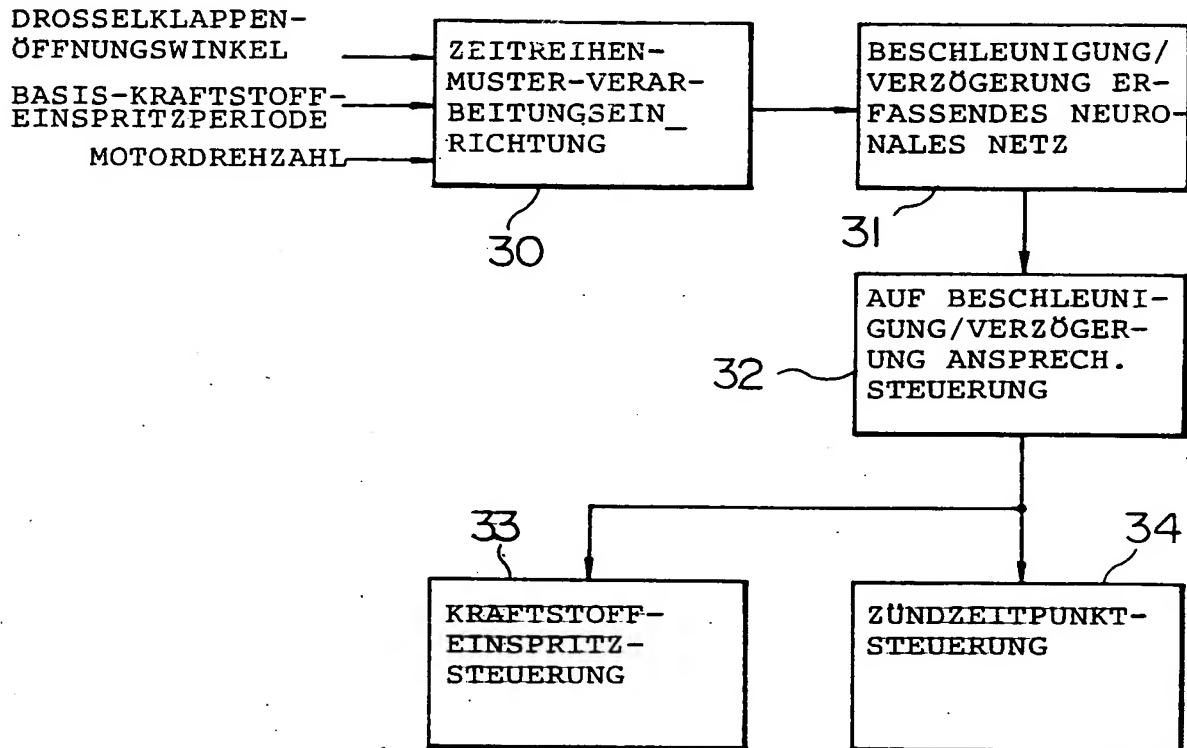 DROSSELKLAPPEN-
ÖFFNUNGSWINKEL
BASIS-KRAFTSTOFF-
EINSPRITZPERIODE
MOTORDREHZAHL
ZEITREIHEN-
MUSTER-VERAR-
BEITUNGSEIN_
RICHTUNG
30
BESCHLEUNIGUNG/
VERZÖGERUNG ER-
FASSENDES NEURO-
NALES NETZ
31
AUF BESCHLEUNI-
GUNG/VERZÖGER-
UNG ANSPRECH.
STEUERUNG
32
33
KRAFTSTOFF-
EINSPRITZ-
STEUERUNG
34
ZÜNDZEITPUNKT-
STEUERUNG